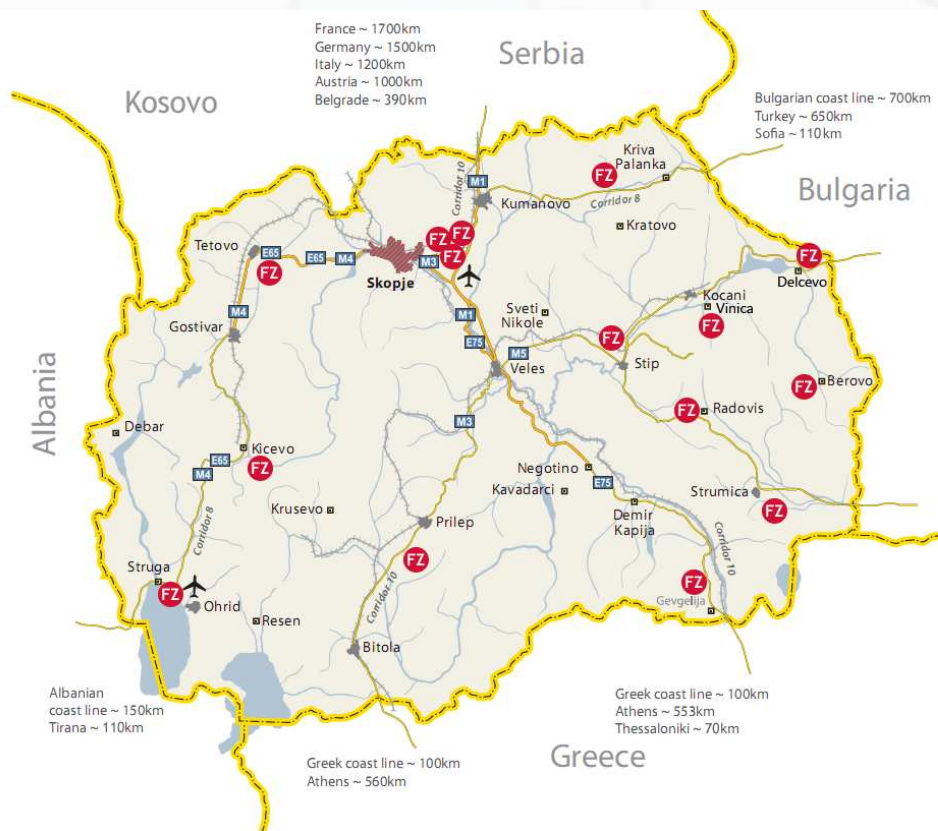 France ~ 1700km
Germany ~ 1500km
Italy ~ 1200km
Austria ~ 1000km
Belgrade ~ 390km
Serbia
Kosovo
Bulgarian coast line ~ 700km
Turkey ~ 650km
Sofia ~ 110km
Bulgaria
Kriva
Palanka
FZ
M1
Corridor 10
Kumanovo
Corridor 8
Kratovo
Tetovo
E65
FZ
E65
M4
Skopje
FZ
FZ
FZ
M3
FZ
Delcevo
Kocani
Vinica
FZ
M4
Gostivar
M1
E75
Sveti
Nikole
FZ
M5
Veles
Stip
Albania
Berovo
FZ
FZ
Radovis
M3
Debar
Kicevo
E65
M4
FZ
Negotino
Kavadarci
E75
Strumica
FZ
Krusevo
Prilep
Demir
Kapija
Corridor 8
Corridor 10
FZ
Corridor 10
FZ
Gevgelija
Struga
FZ
Ohrid
Resen
Bitola
Albanian
coast line ~ 150km
Tirana ~ 110km
Greek coast line ~ 100km
Athens ~ 553km
Thessaloniki ~ 70km
Greek coast line ~ 100km
Athens ~ 560km
Greece